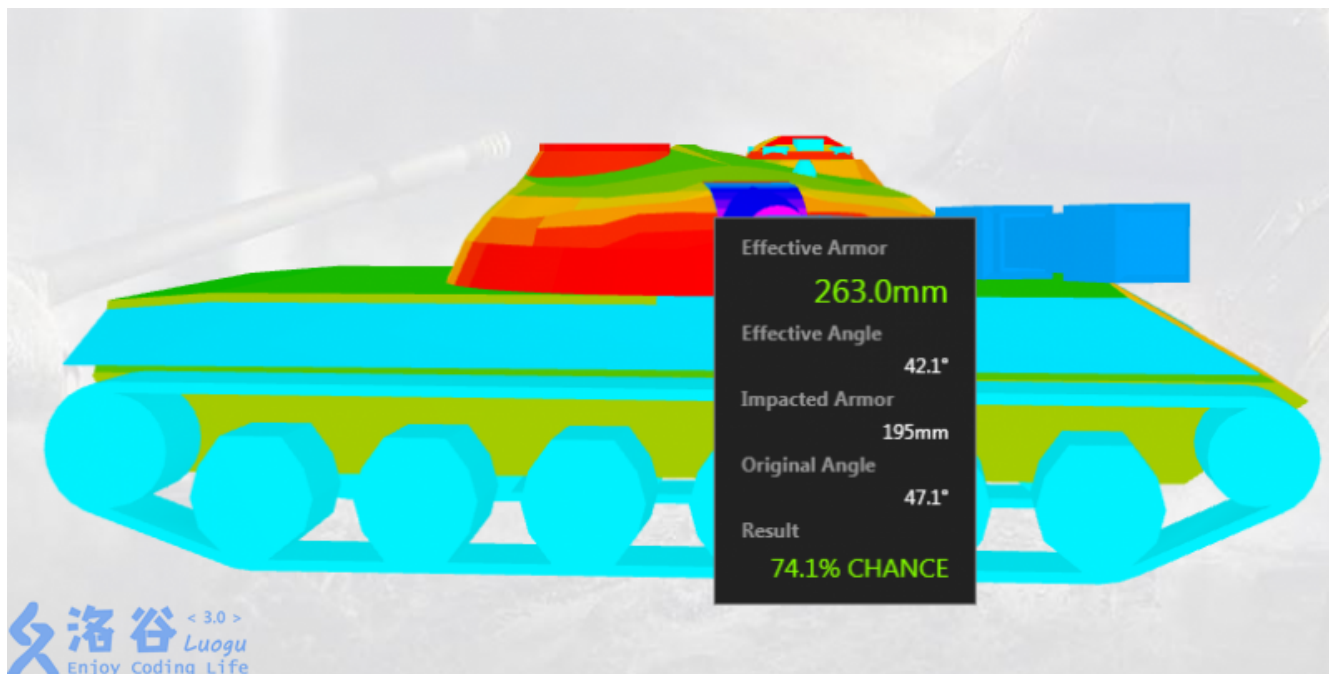 Effective Armor
263.0mm
Effective Angle
42.1°
Impacted Armor
195mm
Original Angle
47.1°
Result
74.1% CHANCE
洛谷 < 3.0 >
Luogu
Enjoy Coding Life